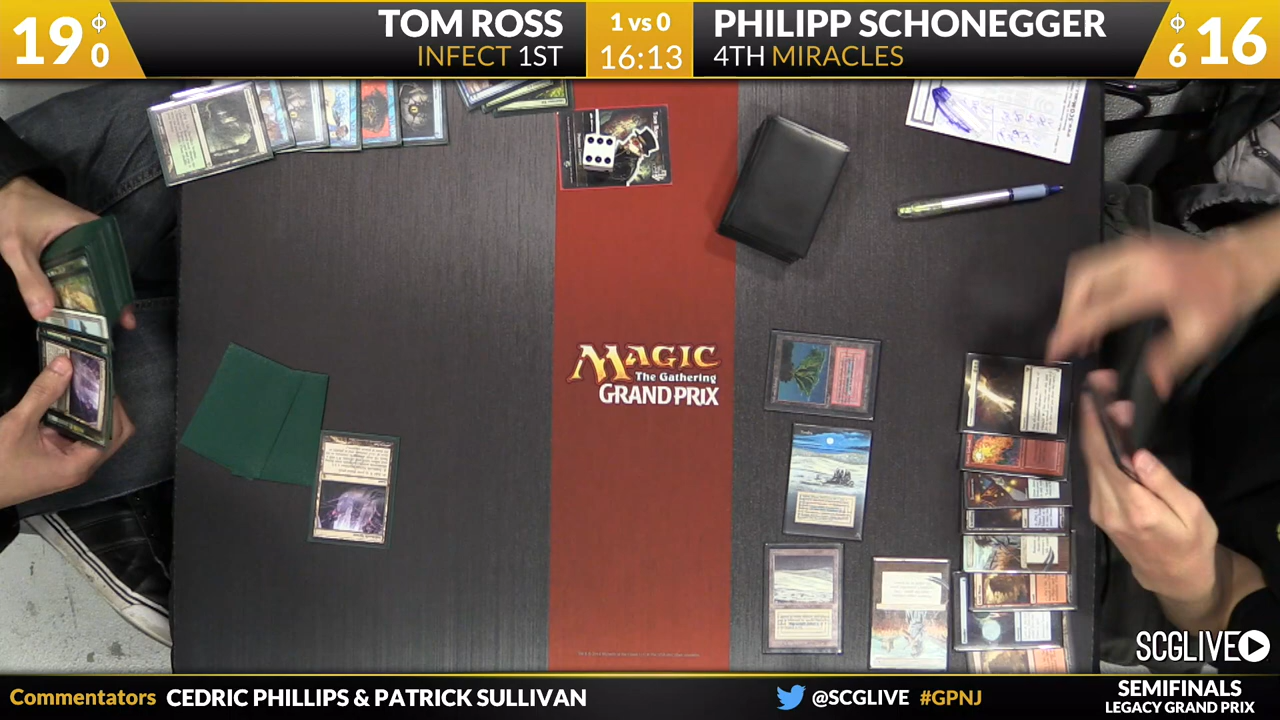 19 0
TOM ROSS
INFECT 1ST
1 vs 0
16:13
PHILIPP SCHONEGGER
4TH MIRACLES
6 16
MAGIC
The Gathering
GRAND PRIX
SCGLIVE
Commentators CEDRIC PHILLIPS & PATRICK SULLIVAN
@SCGLIVE #GPNJ
SEMIFINALS
LEGACY GRAND PRIX